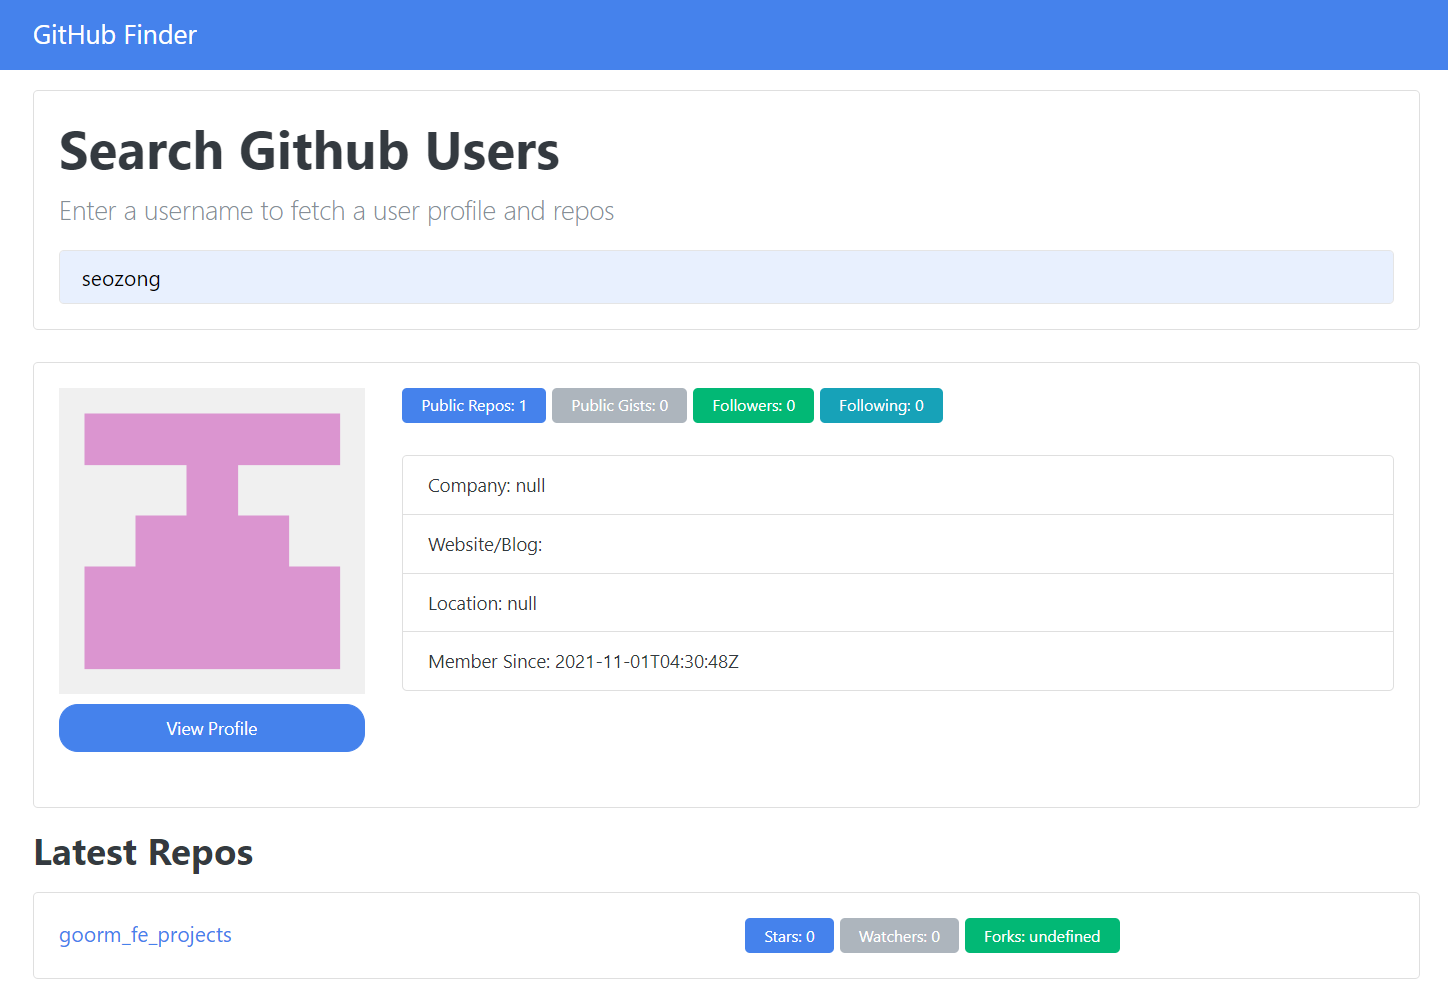 GitHub Finder
Search Github Users
Enter a username to fetch a user profile and repos
seozong
Public Repos: 1
Public Gists: 0
Followers: 0
Following: 0
Company: null
Website/Blog:
Location: null
Member Since: 2021-11-01T04:30:48Z
View Profile
Latest Repos
goorm_fe_projects
Stars: 0
Watchers: 0
Forks: undefined